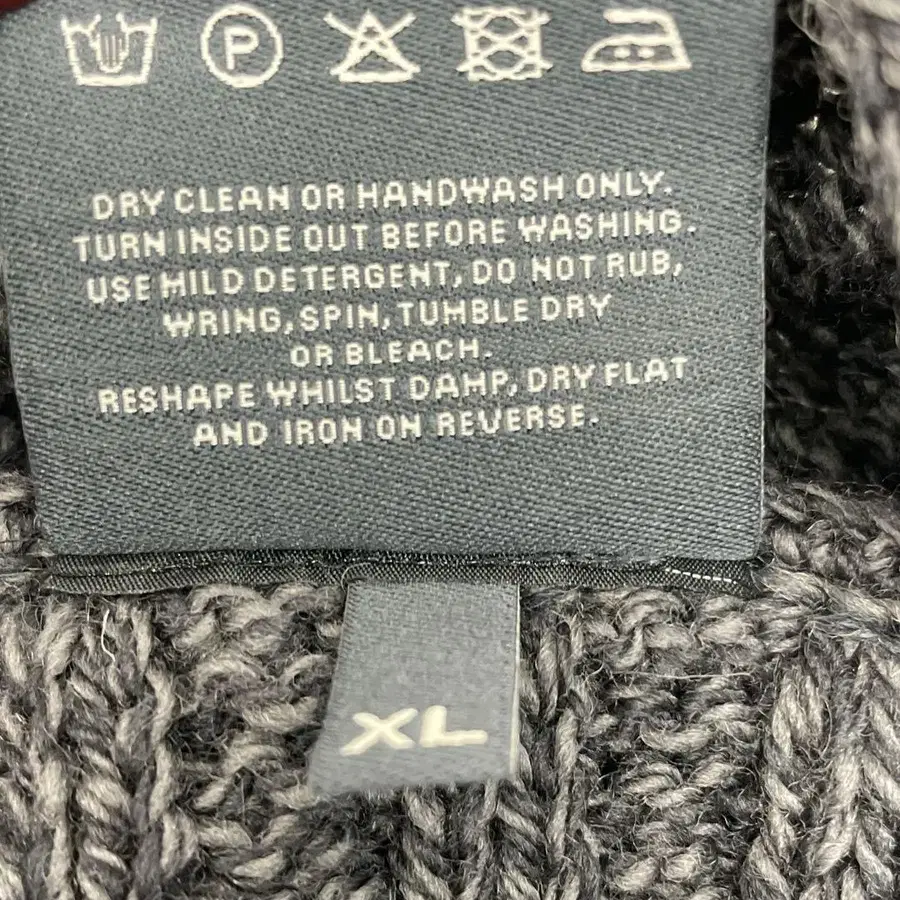 P
DRY CLEAN OR HANDWASH ONLY.
TURN INSIDE OUT BEFORE WASHING.
USE MILD DETERGENT, DO NOT RUB,
WRING, SPIN, TUMBLE DRY
OR BLEACH.
RESHAPE WHILST DAMP, DRY FLAT
AND IRON ON REVERSE.
XL